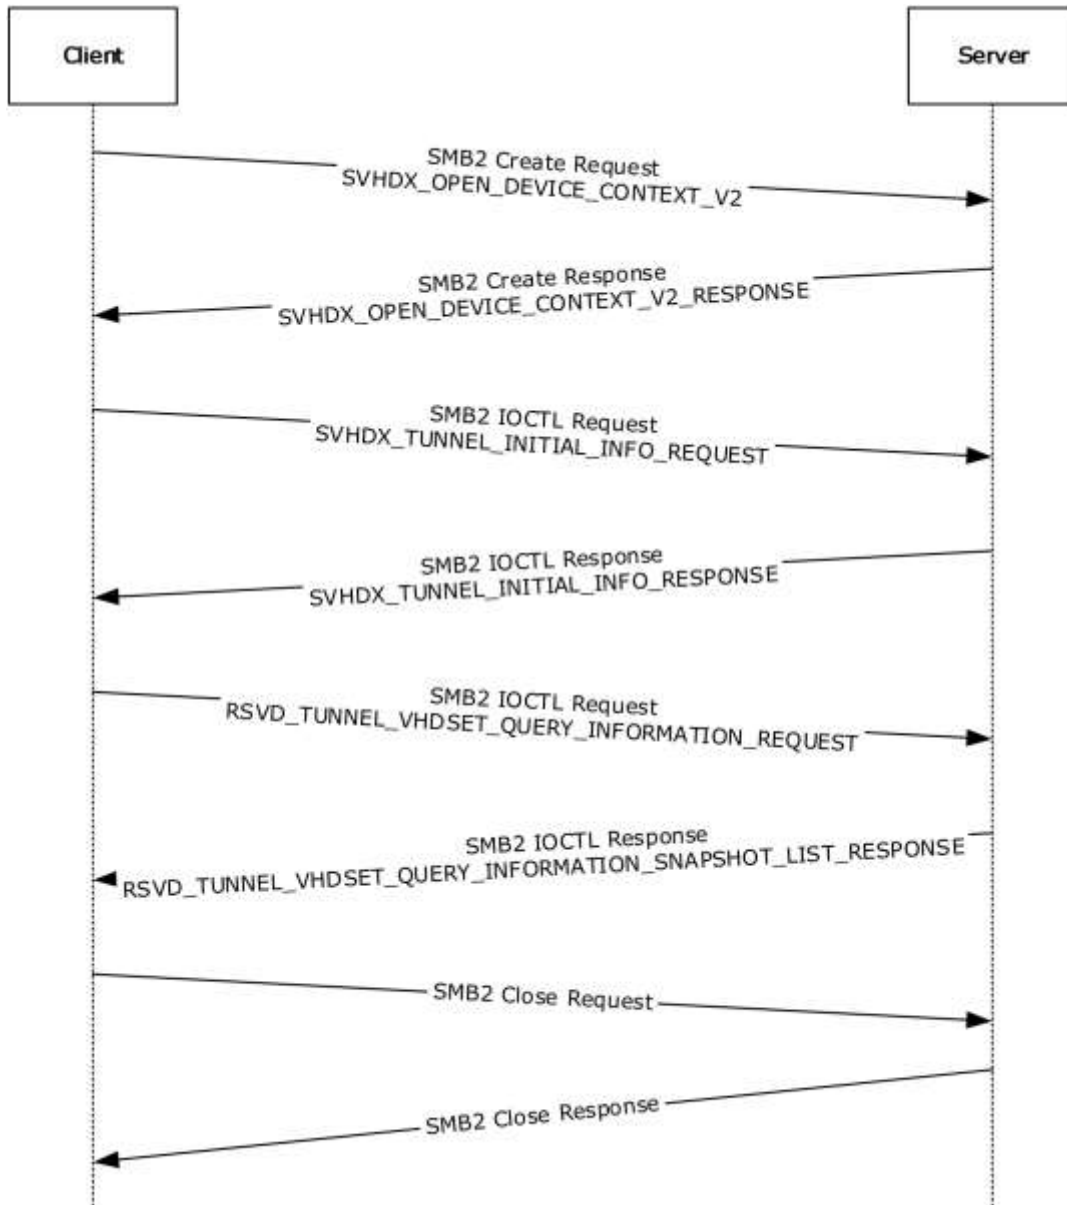 Client
Server
SMB2 Create Request
SVHDX_OPEN_DEVICE_CONTEXT_V2
SMB2 Create Response
SVHDX_OPEN_DEVICE_CONTEXT_V2_RESPONSE
SMB2 IOCTL Request
SVHDX_TUNNEL_INITIAL_INFO_REQUEST
SMB2 IOCTL Response
SVHDX_TUNNEL_INITIAL_INFO_RESPONSE
SMB2 IOCTL Request
RSVD_TUNNEL_VHDSET_QUERY_INFORMATION_REQUEST
SMB2 IOCTL Response
RSVD_TUNNEL_VHDSET_QUERY_INFORMATION_SNAPSHOT_LIST_RESPONSE
SMB2 Close Request
SMB2 Close Response